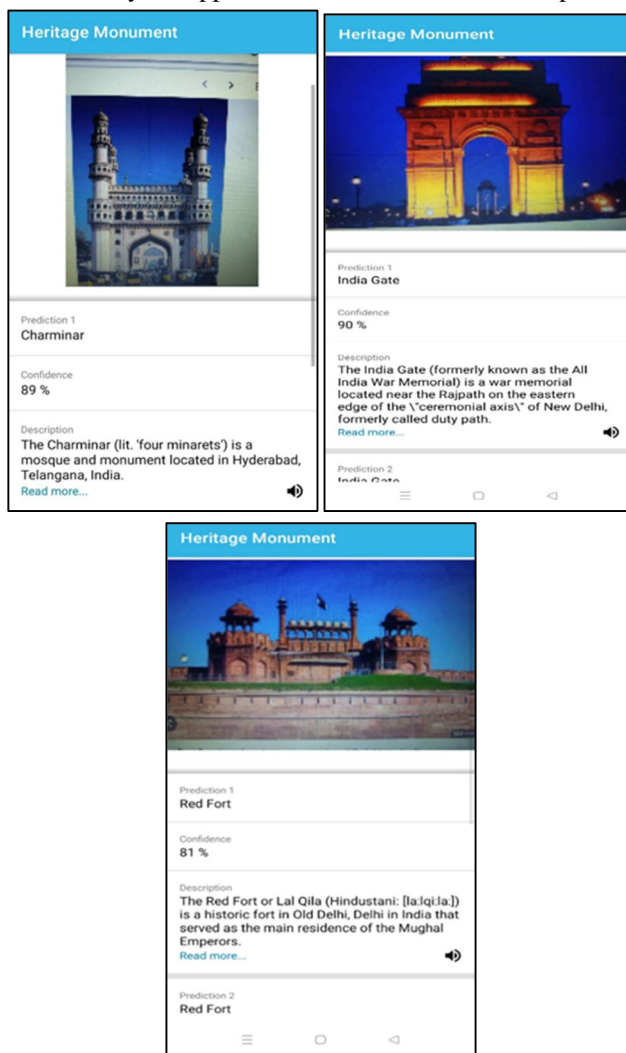 Heritage Monument
Prediction 1
Charminar
Confidence
89 %
Description
The Charminar (lit. 'four minarets') is a
mosque and monument located in Hyderabad,
Telangana, India.
Read more...
Heritage Monument
Prediction 1
India Gate
Confidence
90 %
Description
The India Gate (formerly known as the All
India War Memorial) is a war memorial
located near the Rajpath on the eastern
edge of the \"ceremonial axis\" of New Delhi,
formerly called duty path.
Read more...
Prediction 2
India Gate
Heritage Monument
Prediction 1
Red Fort
Confidence
81 %
Description
The Red Fort or Lal Qila (Hindustani: [laːlqiːlaː])
is a historic fort in Old Delhi, Delhi in India that
served as the main residence of the Mughal
Emperors.
Read more...
Prediction 2
Red Fort